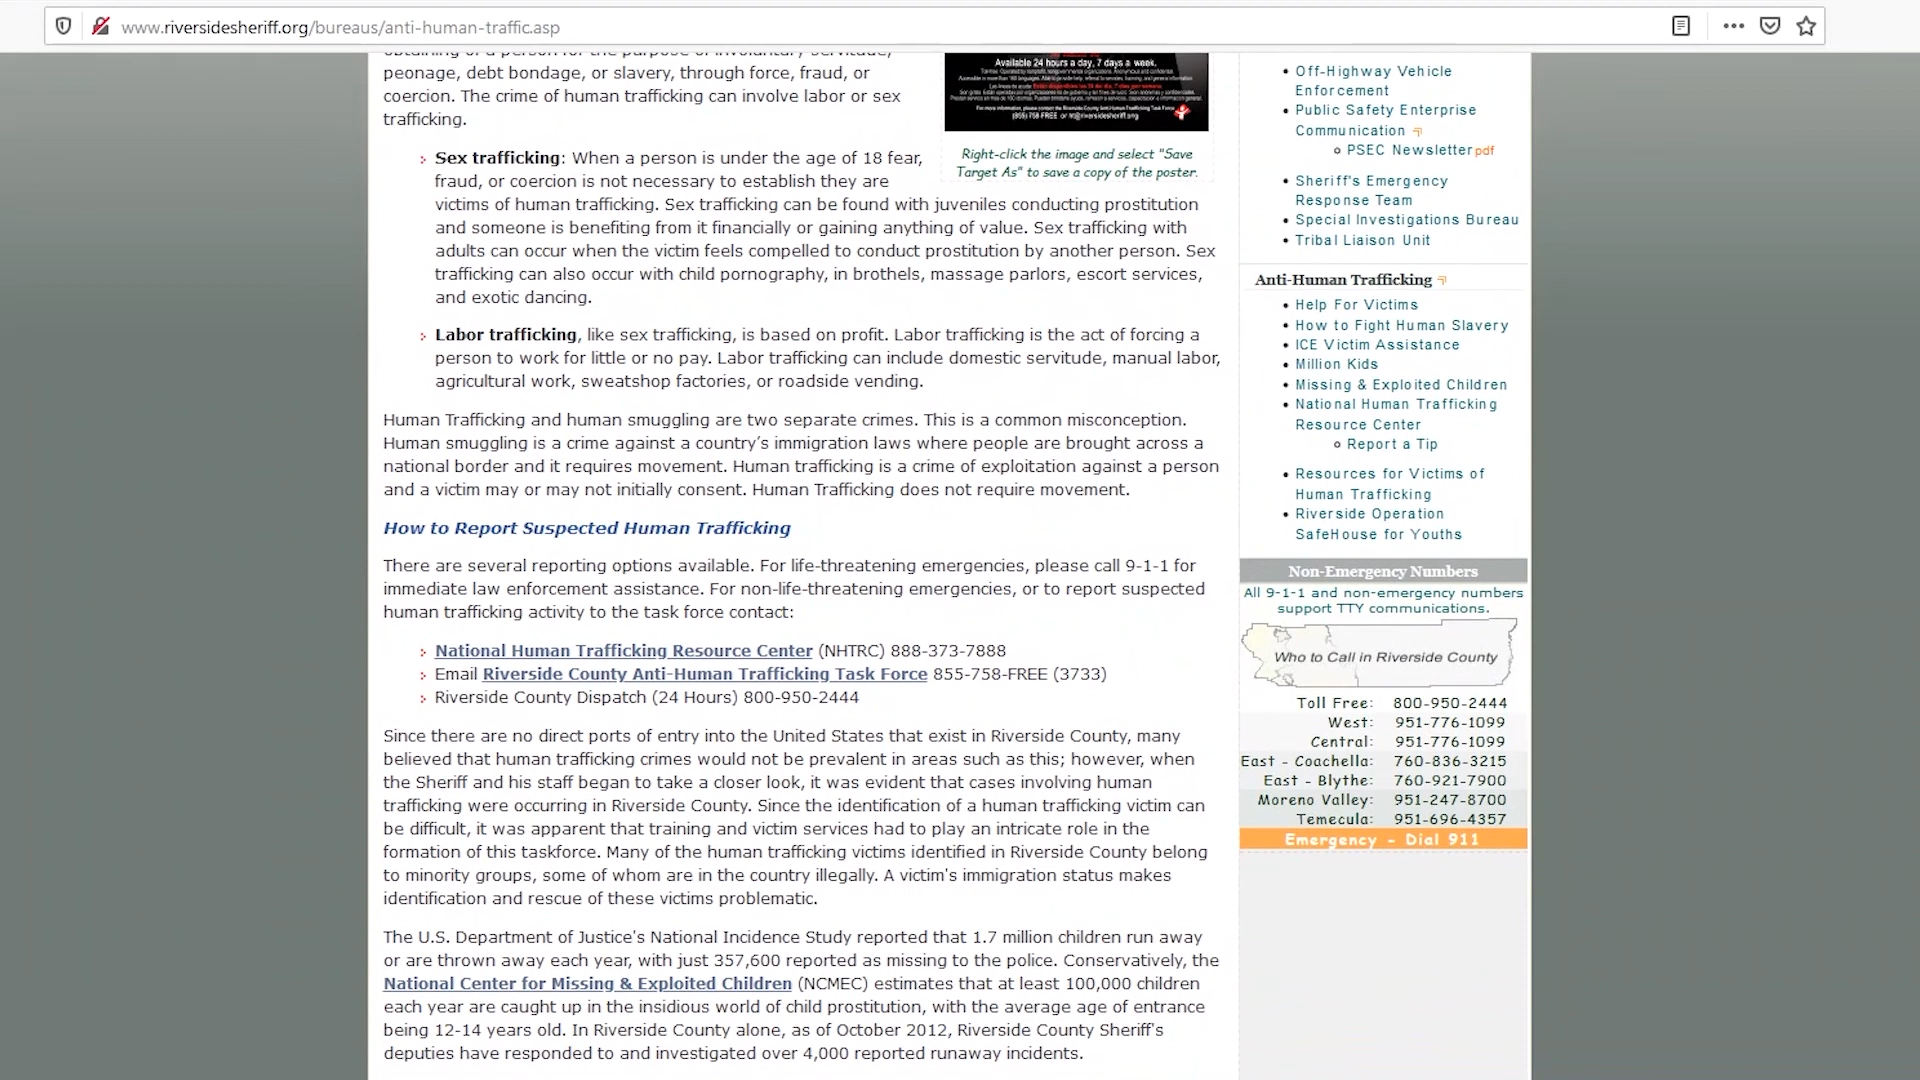 www.riversidesheriff.org/bureaus/anti-human-traffic.asp
obtaining of a person for the purpose of involuntary servitude,
peonage, debt bondage, or slavery, through force, fraud, or
coercion. The crime of human trafficking can involve labor or sex
trafficking.
Available 24 hours a day, 7 days a week.
(855) 758-FREE or ht@riversidesheriff.org
Right-click the image and select "Save
Target As" to save a copy of the poster.
Sex trafficking: When a person is under the age of 18 fear,
fraud, or coercion is not necessary to establish they are
victims of human trafficking. Sex trafficking can be found with juveniles conducting prostitution
and someone is benefiting from it financially or gaining anything of value. Sex trafficking with
adults can occur when the victim feels compelled to conduct prostitution by another person. Sex
trafficking can also occur with child pornography, in brothels, massage parlors, escort services,
and exotic dancing.
Labor trafficking, like sex trafficking, is based on profit. Labor trafficking is the act of forcing a
person to work for little or no pay. Labor trafficking can include domestic servitude, manual labor,
agricultural work, sweatshop factories, or roadside vending.
Human Trafficking and human smuggling are two separate crimes. This is a common misconception.
Human smuggling is a crime against a country’s immigration laws where people are brought across a
national border and it requires movement. Human trafficking is a crime of exploitation against a person
and a victim may or may not initially consent. Human Trafficking does not require movement.
How to Report Suspected Human Trafficking
There are several reporting options available. For life-threatening emergencies, please call 9-1-1 for
immediate law enforcement assistance. For non-life-threatening emergencies, or to report suspected
human trafficking activity to the task force contact:
National Human Trafficking Resource Center (NHTRC) 888-373-7888
Email Riverside County Anti-Human Trafficking Task Force 855-758-FREE (3733)
Riverside County Dispatch (24 Hours) 800-950-2444
Since there are no direct ports of entry into the United States that exist in Riverside County, many
believed that human trafficking crimes would not be prevalent in areas such as this; however, when
the Sheriff and his staff began to take a closer look, it was evident that cases involving human
trafficking were occurring in Riverside County. Since the identification of a human trafficking victim can
be difficult, it was apparent that training and victim services had to play an intricate role in the
formation of this taskforce. Many of the human trafficking victims identified in Riverside County belong
to minority groups, some of whom are in the country illegally. A victim's immigration status makes
identification and rescue of these victims problematic.
The U.S. Department of Justice's National Incidence Study reported that 1.7 million children run away
or are thrown away each year, with just 357,600 reported as missing to the police. Conservatively, the
National Center for Missing & Exploited Children (NCMEC) estimates that at least 100,000 children
each year are caught up in the insidious world of child prostitution, with the average age of entrance
being 12-14 years old. In Riverside County alone, as of October 2012, Riverside County Sheriff's
deputies have responded to and investigated over 4,000 reported runaway incidents.
Off-Highway Vehicle
Enforcement
Public Safety Enterprise
Communication
PSEC Newsletter pdf
Sheriff's Emergency
Response Team
Special Investigations Bureau
Tribal Liaison Unit
Anti-Human Trafficking
Help For Victims
How to Fight Human Slavery
ICE Victim Assistance
Million Kids
Missing & Exploited Children
National Human Trafficking
Resource Center
Report a Tip
Resources for Victims of
Human Trafficking
Riverside Operation
SafeHouse for Youths
Non-Emergency Numbers
All 9-1-1 and non-emergency numbers
support TTY communications.
Who to Call in Riverside County
Toll Free: 800-950-2444
West: 951-776-1099
Central: 951-776-1099
East - Coachella: 760-836-3215
East - Blythe: 760-921-7900
Moreno Valley: 951-247-8700
Temecula: 951-696-4357
Emergency - Dial 911